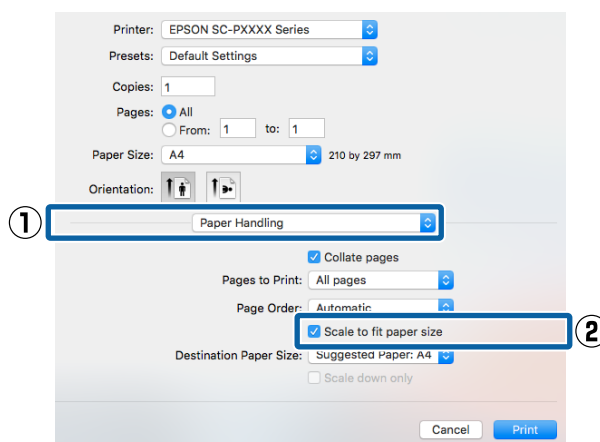 Printer: EPSON SC-PXXXX Series
Presets: Default Settings
Copies: 1
Pages: All
From: 1 to: 1
Paper Size: A4 210 by 297 mm
Orientation:
1 Paper Handling
Collate pages
Pages to Print: All pages
Page Order: Automatic
Scale to fit paper size 2
Destination Paper Size: Suggested Paper: A4
Scale down only
Cancel Print